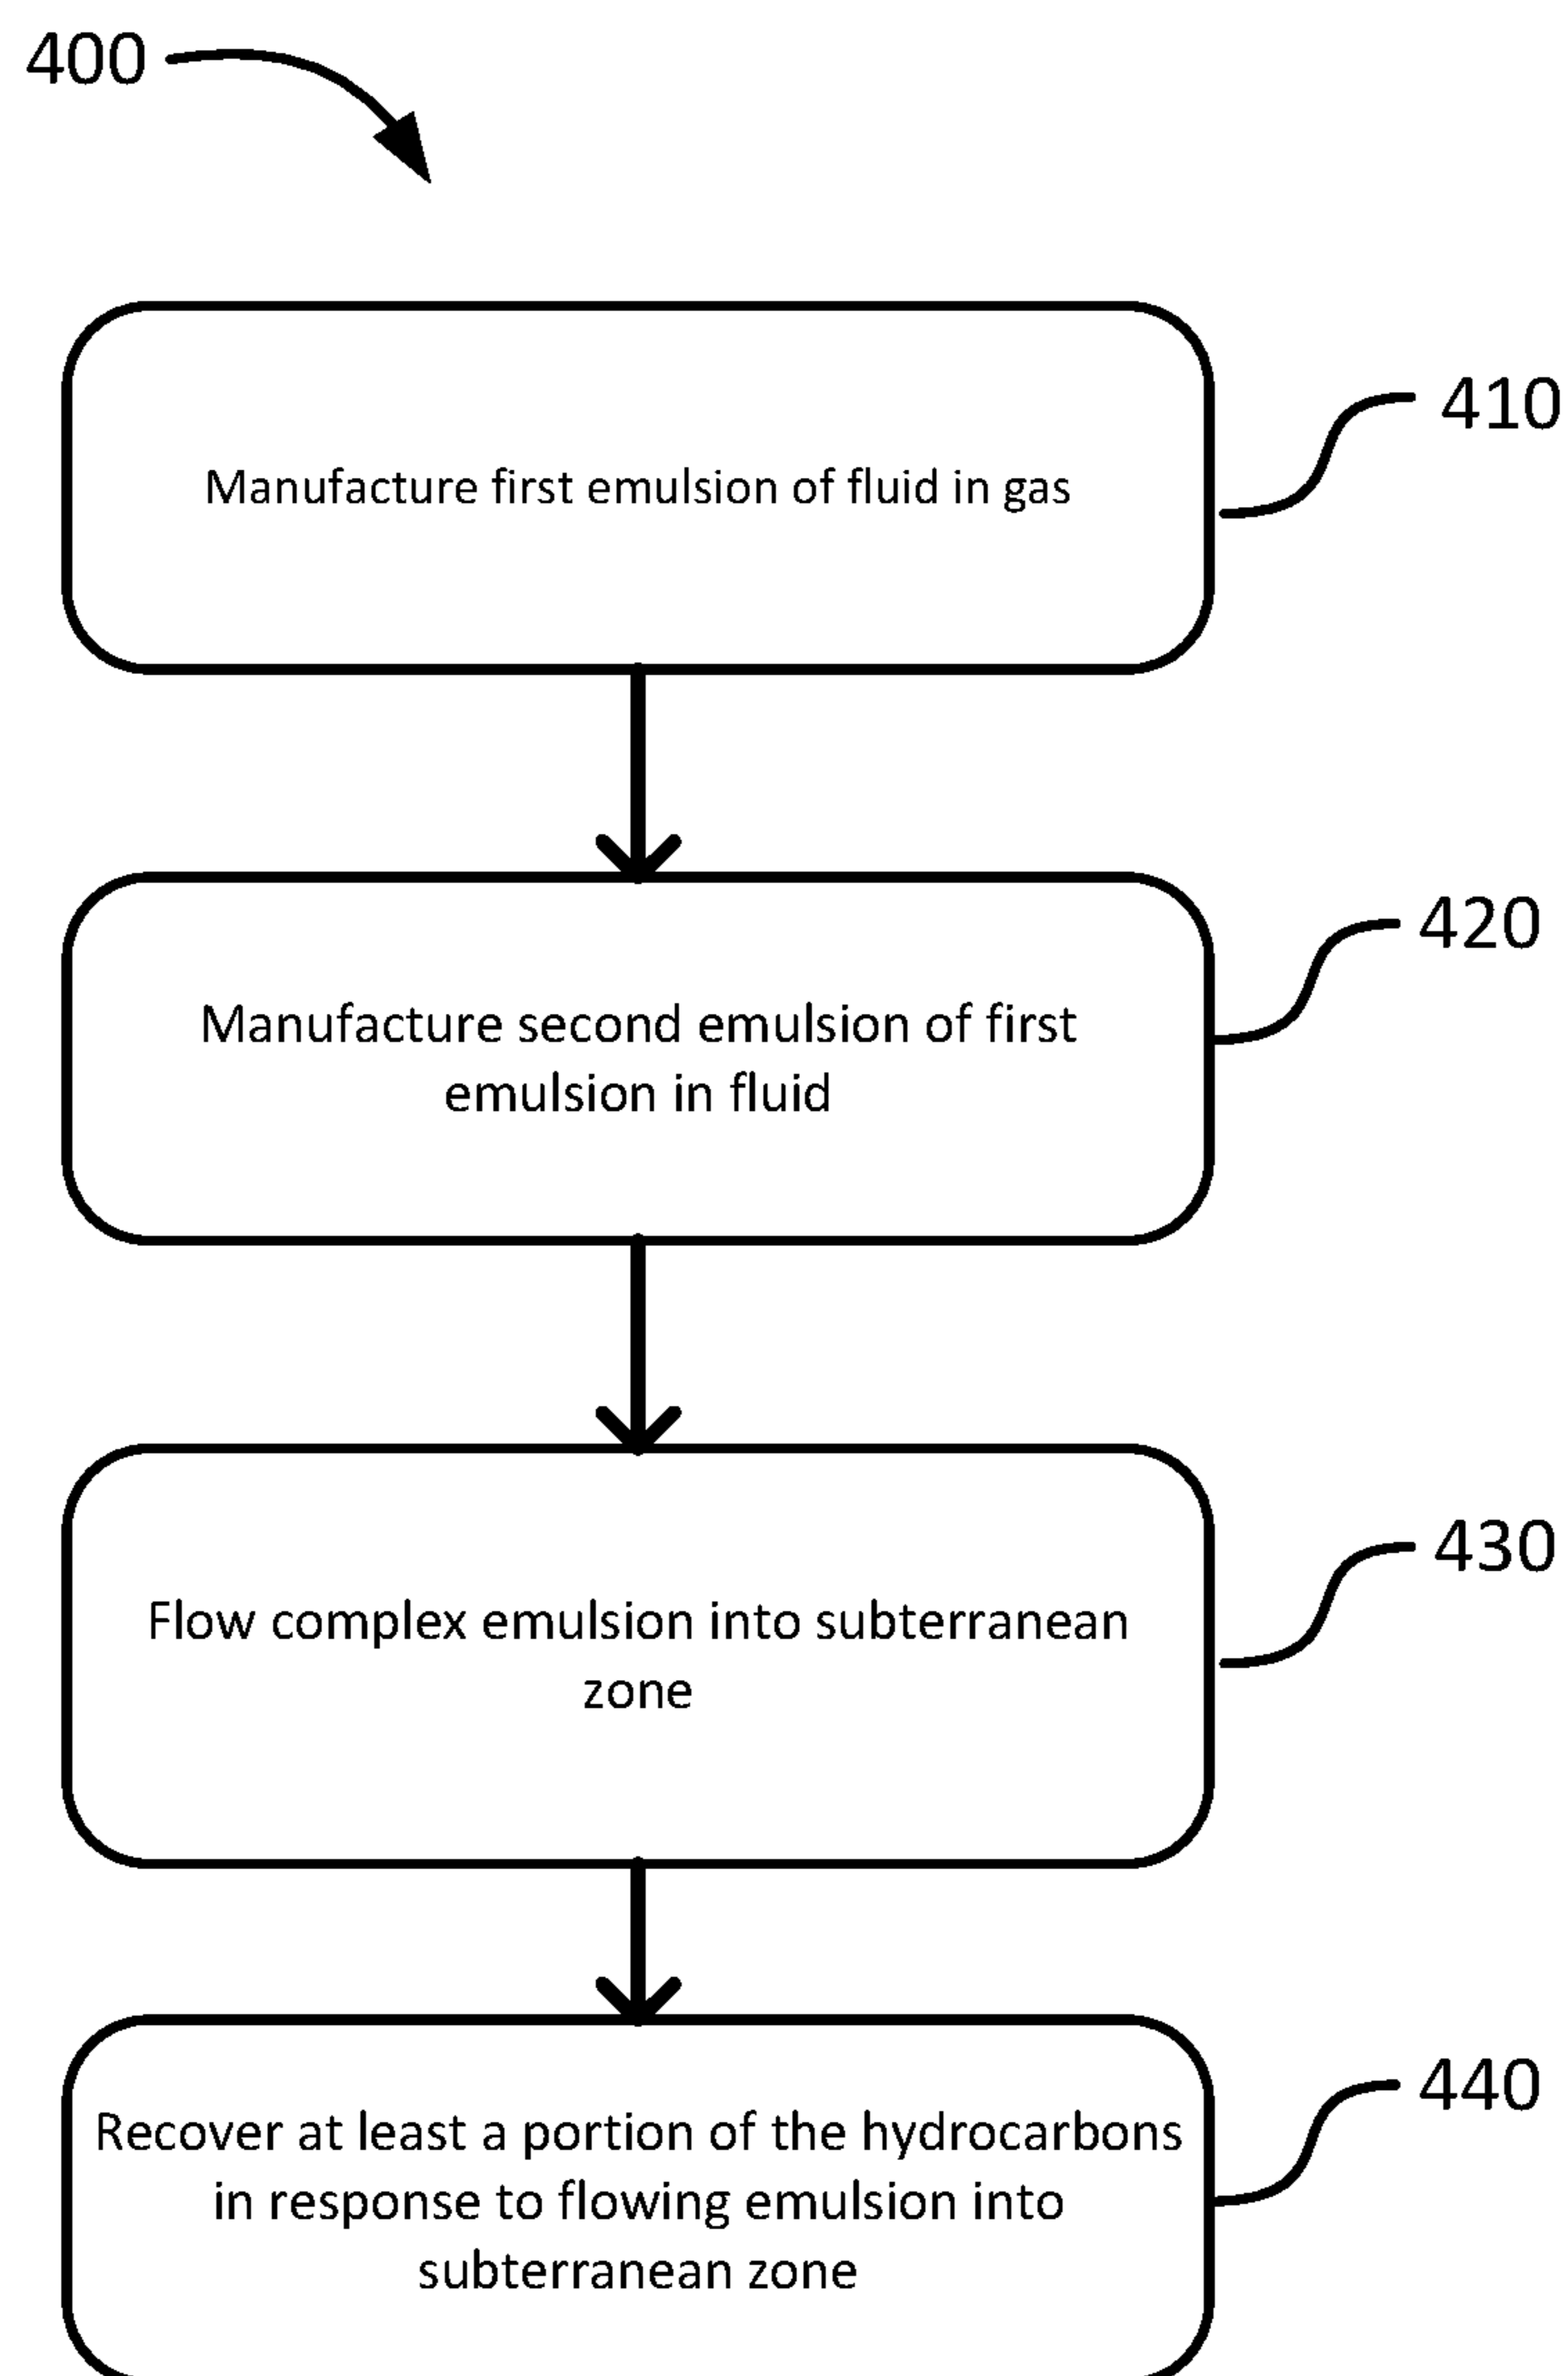 400
Manufacture first emulsion of fluid in gas
410
Manufacture second emulsion of first
emulsion in fluid
420
Flow complex emulsion into subterranean
zone
430
Recover at least a portion of the hydrocarbons
in response to flowing emulsion into
subterranean zone
440